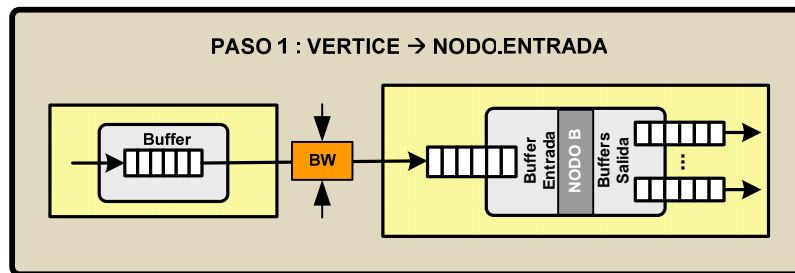 PASO 1 : VERTICE → NODO.ENTRADA
Buffer
BW
Buffer
Entrada
NODO B
Buffers
Salida
...